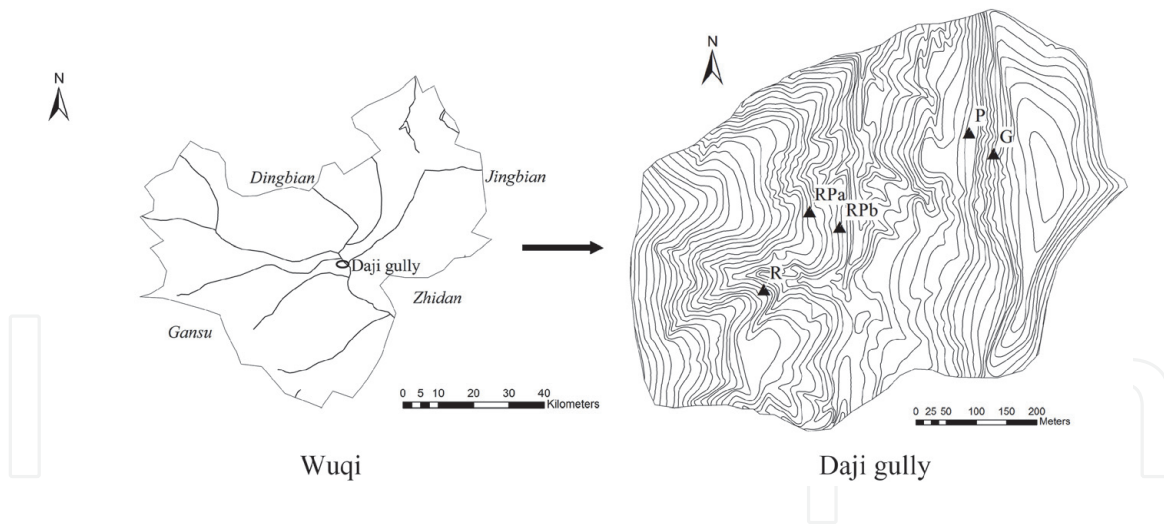 N
Dingbian
Jingbian
Daji gully
Zhidan
Gansu
0 5 10 20 30 40
Kilometers
Wuqi
N
P
G
RPa
RPb
R
0 25 50 100 150 200
Meters
Daji gully